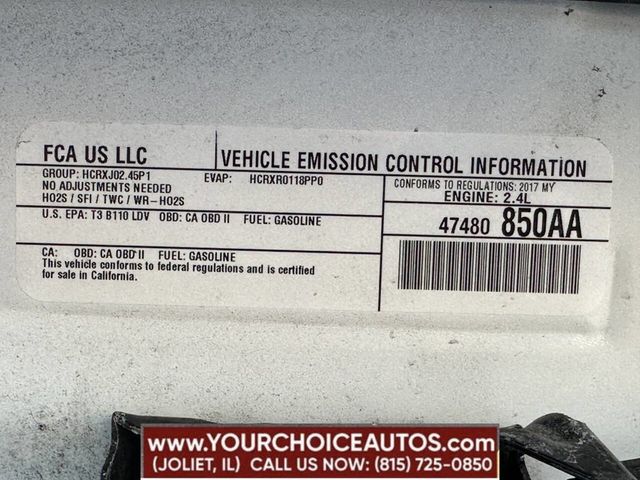 FCA US LLC
VEHICLE EMISSION CONTROL INFORMATION
GROUP: HCRXJ02.45P1 EVAP: HCRXR0118PP0
NO ADJUSTMENTS NEEDED
HO2S / SFI / TWC / WR-HO2S
CONFORMS TO REGULATIONS: 2017 MY
ENGINE: 2.4L
U.S. EPA: T3 B110 LDV OBD: CA OBD II FUEL: GASOLINE
47480 850AA
CA: OBD: CA OBD II FUEL: GASOLINE
This vehicle conforms to federal regulations and is certified
for sale in California.
WWW.YOURCHOICEAUTOS.COM
(JOLIET, IL) CALL US NOW: (815) 725-0850